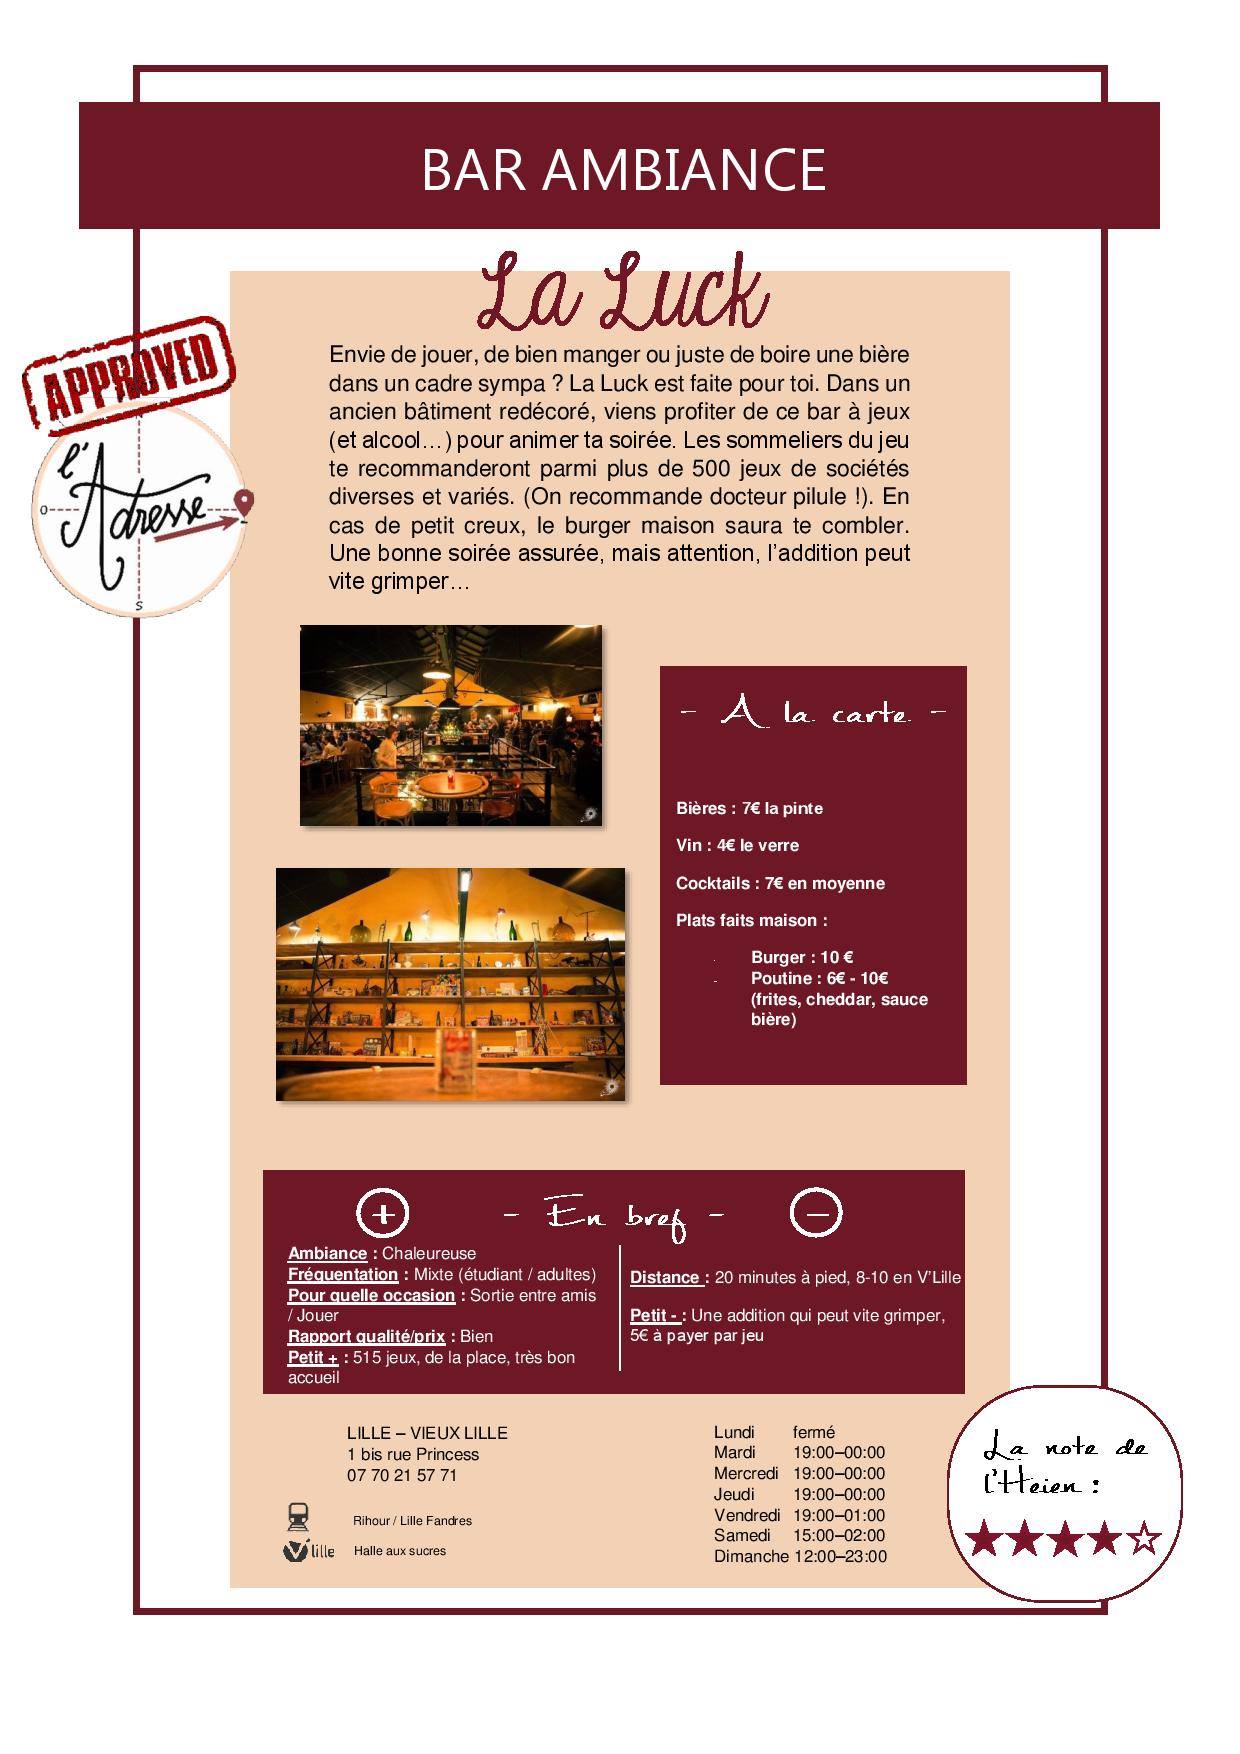 BAR AMBIANCE
La Luck
APPROVED
l'Adresse
O
S
Envie de jouer, de bien manger ou juste de boire une bière
dans un cadre sympa ? La Luck est faite pour toi. Dans un
ancien bâtiment redécoré, viens profiter de ce bar à jeux
(et alcool…) pour animer ta soirée. Les sommeliers du jeu
te recommanderont parmi plus de 500 jeux de sociétés
diverses et variés. (On recommande docteur pilule !). En
cas de petit creux, le burger maison saura te combler.
Une bonne soirée assurée, mais attention, l'addition peut
vite grimper…
- A la carte -
Bières : 7€ la pinte
Vin : 4€ le verre
Cocktails : 7€ en moyenne
Plats faits maison :
- Burger : 10 €
- Poutine : 6€ - 10€
(frites, cheddar, sauce
bière)
+ - En bref - -
Ambiance : Chaleureuse
Fréquentation : Mixte (étudiant / adultes)
Pour quelle occasion : Sortie entre amis
/ Jouer
Rapport qualité/prix : Bien
Petit + : 515 jeux, de la place, très bon
accueil
Distance : 20 minutes à pied, 8-10 en V'Lille
Petit - : Une addition qui peut vite grimper,
5€ à payer par jeu
LILLE – VIEUX LILLE
1 bis rue Princess
07 70 21 57 71
Rihour / Lille Fandres
V'lille Halle aux sucres
Lundi fermé
Mardi 19:00–00:00
Mercredi 19:00–00:00
Jeudi 19:00–00:00
Vendredi 19:00–01:00
Samedi 15:00–02:00
Dimanche 12:00–23:00
La note de
l'Heien :